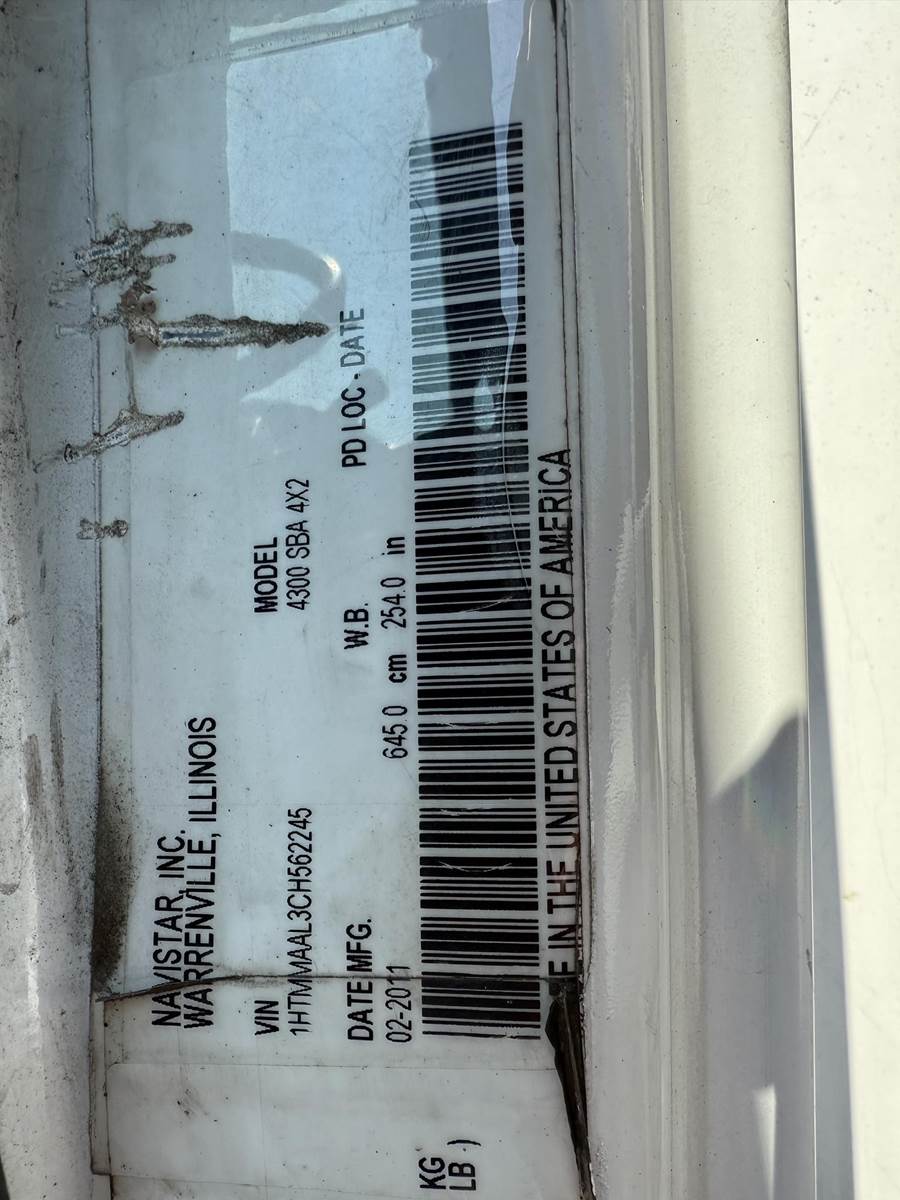 NAVISTAR, INC.
WARRENVILLE, ILLINOIS
VIN
1HTMMAAL3CH562245
MODEL
4300 SBA 4X2
DATE MFG.
02-2011
W.B.
645.0 cm 254.0 in
PD LOC - DATE
KG
LB )
E IN THE UNITED STATES OF AMERICA